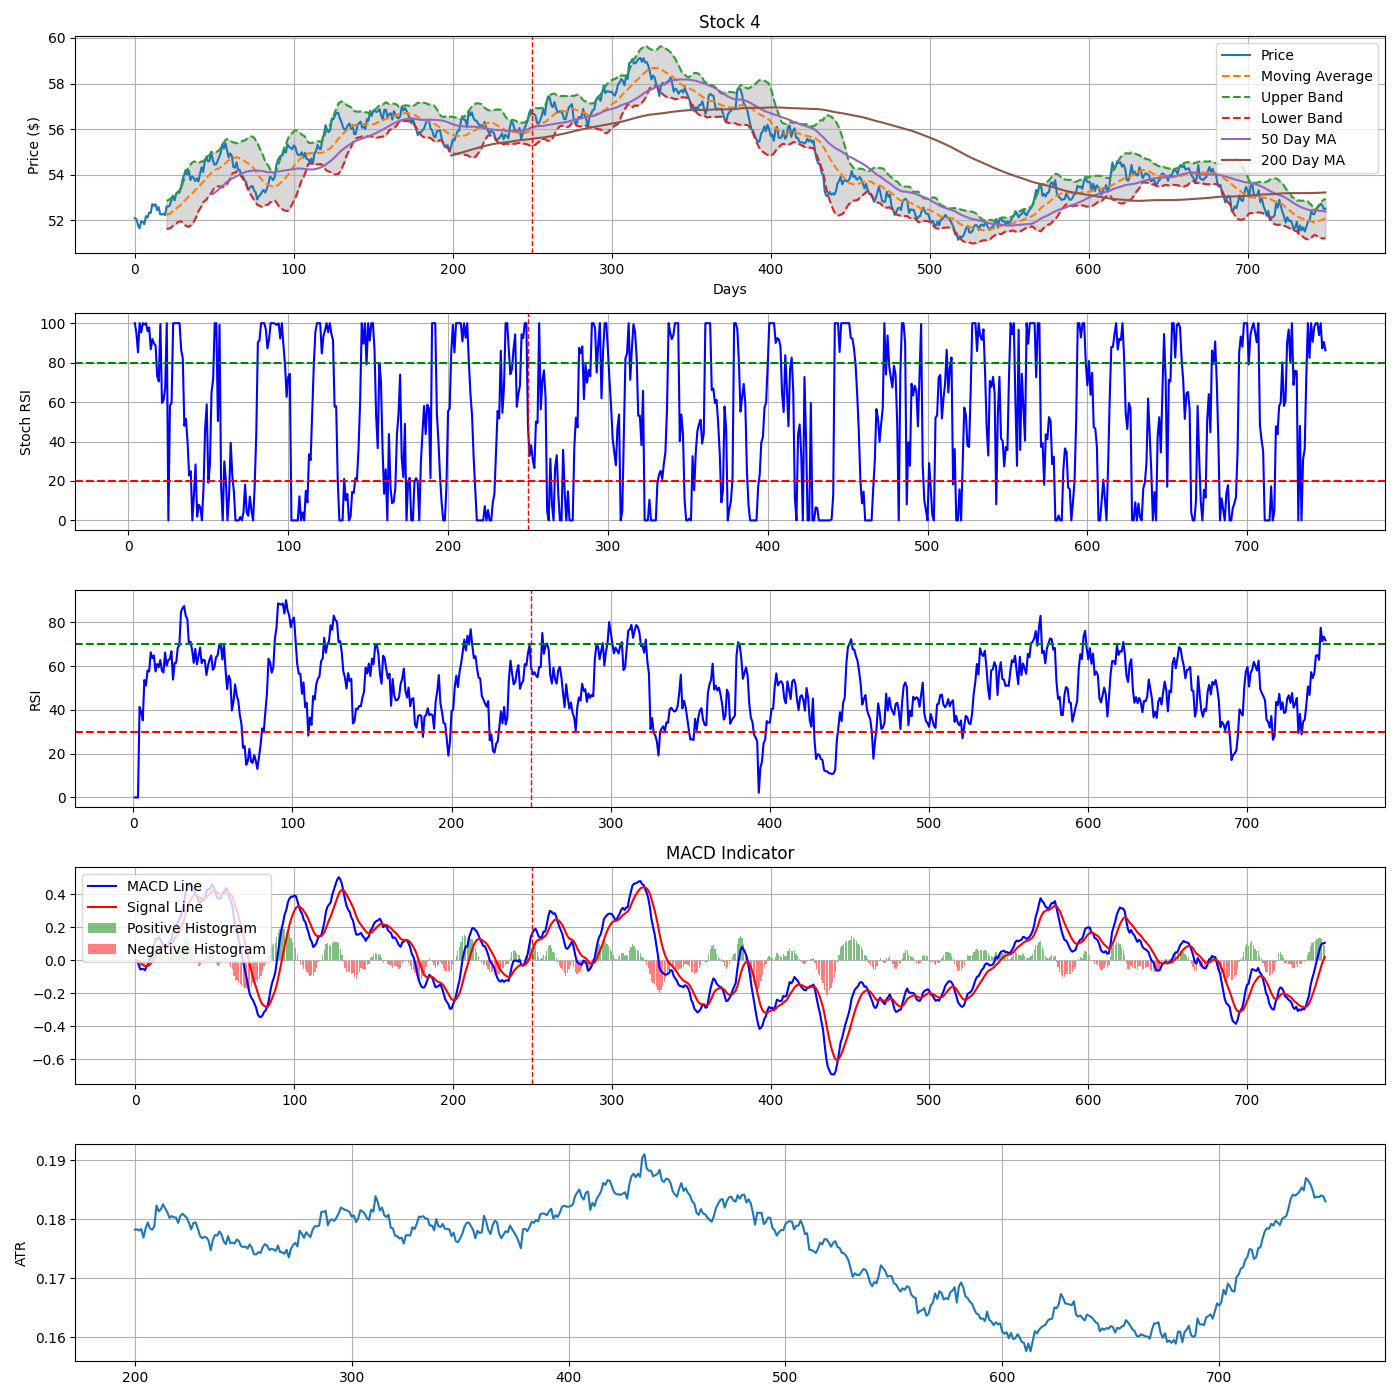 Stock 4
60
58
56
54
52
Price ($)
Price
Moving Average
Upper Band
Lower Band
50 Day MA
200 Day MA
0 100 200 300 400 500 600 700
Days
100
80
60
40
20
0
Stoch RSI
0 100 200 300 400 500 600 700
80
60
40
20
0
RSI
0 100 200 300 400 500 600 700
MACD Indicator
0.4
0.2
0.0
−0.2
−0.4
−0.6
MACD Line
Signal Line
Positive Histogram
Negative Histogram
0 100 200 300 400 500 600 700
0.19
0.18
0.17
0.16
ATR
200 300 400 500 600 700